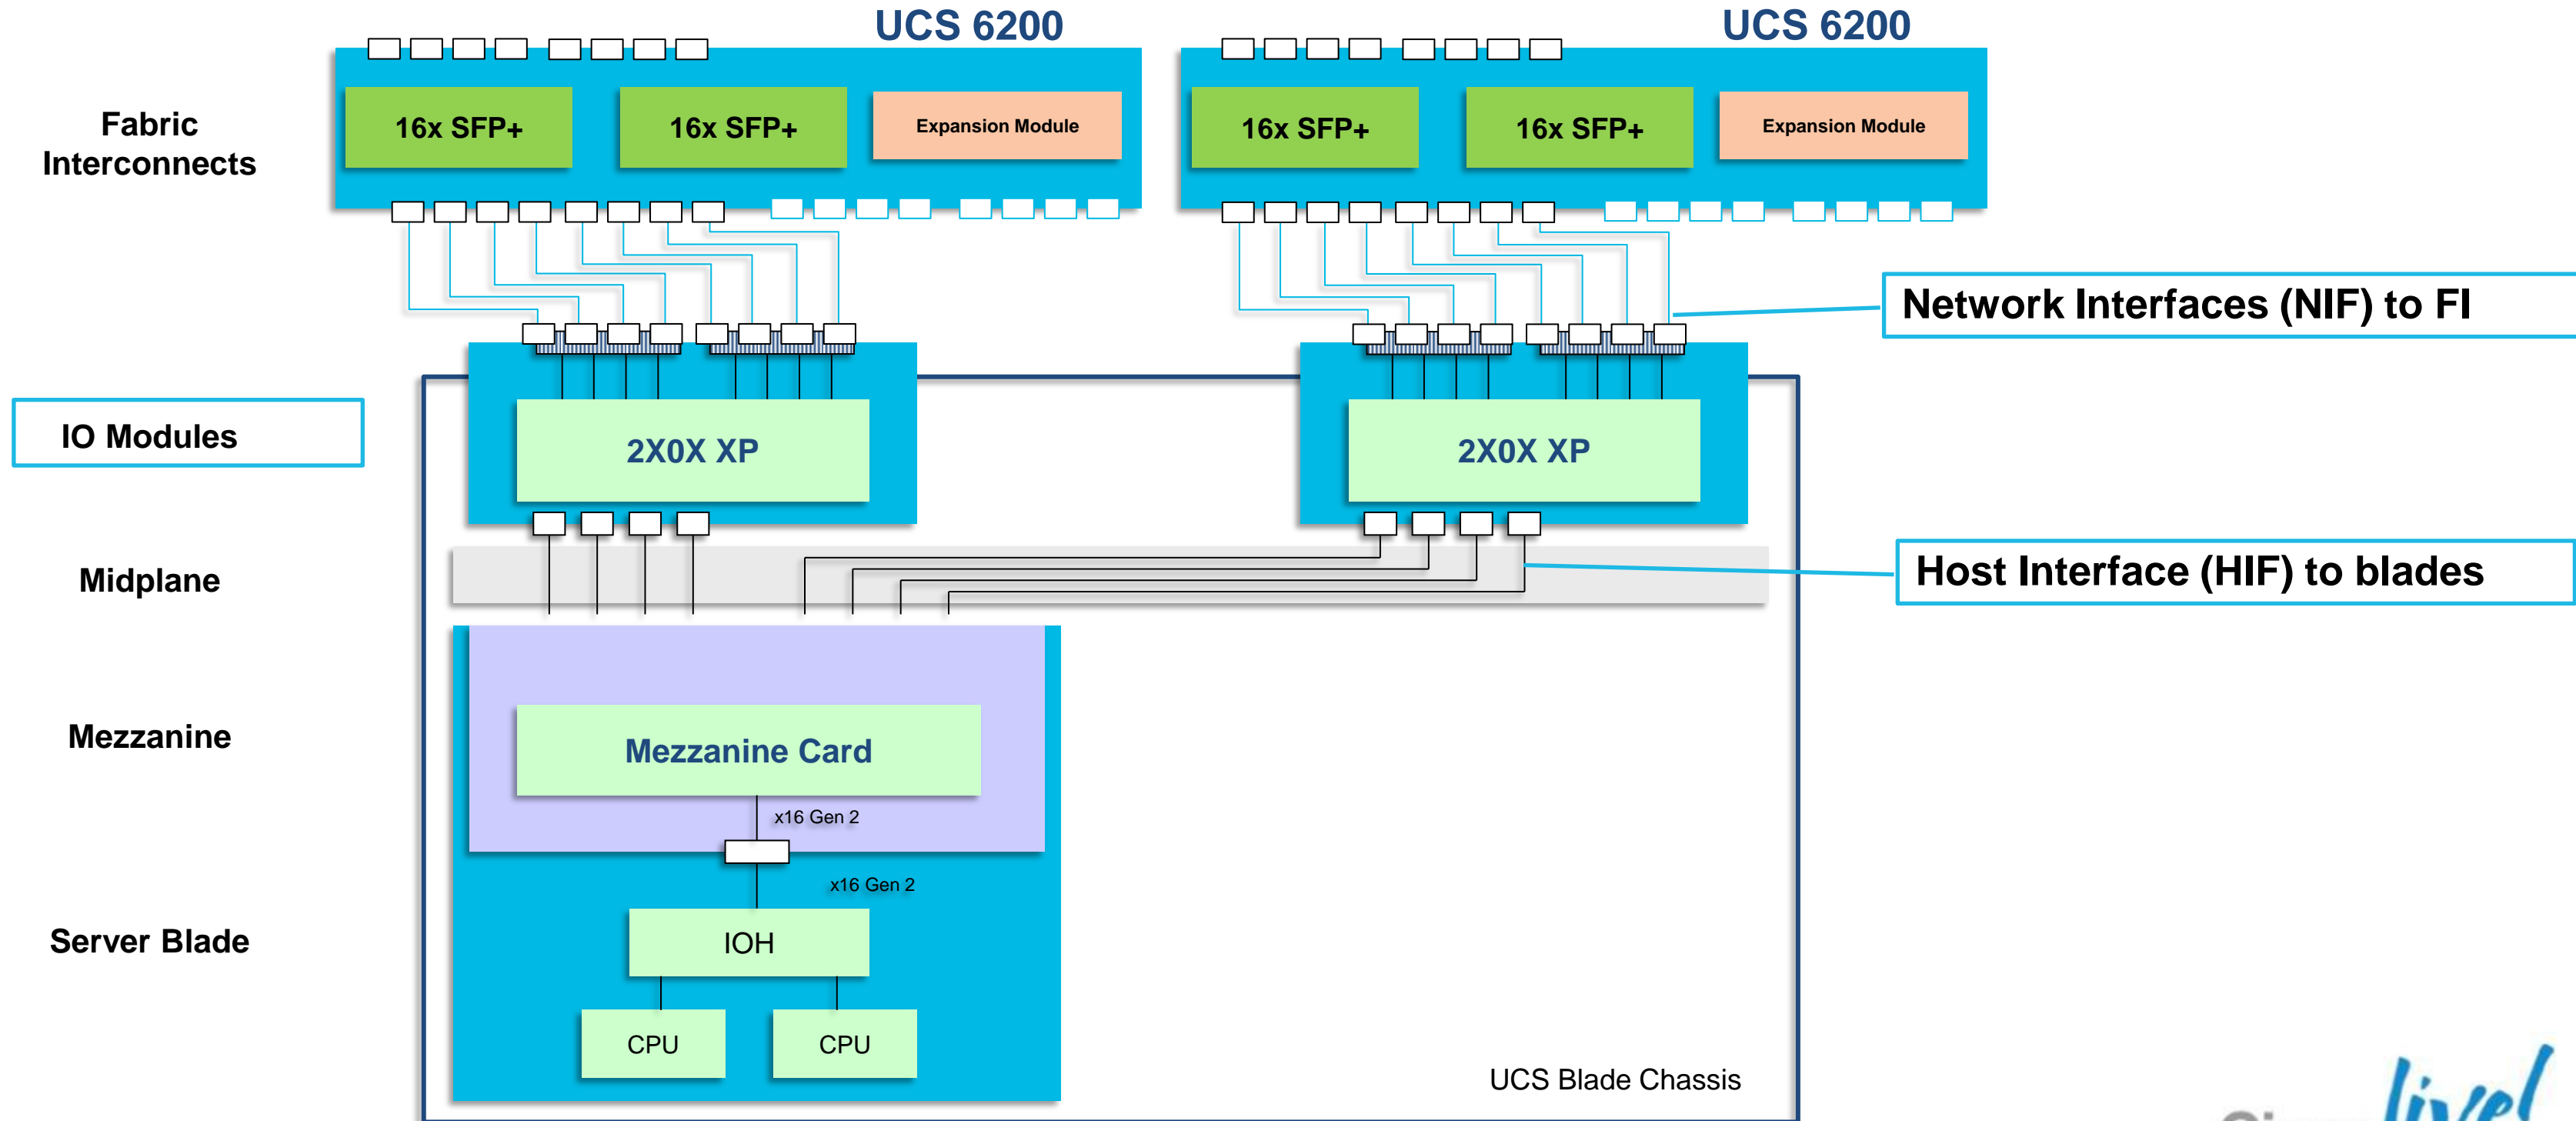 UCS 6200
UCS 6200
Fabric
Interconnects
16x SFP+
16x SFP+
Expansion Module
16x SFP+
16x SFP+
Expansion Module
Network Interfaces (NIF) to FI
IO Modules
2X0X XP
2X0X XP
Midplane
Host Interface (HIF) to blades
Mezzanine
Mezzanine Card
x16 Gen 2
x16 Gen 2
Server Blade
IOH
CPU
CPU
UCS Blade Chassis
live!